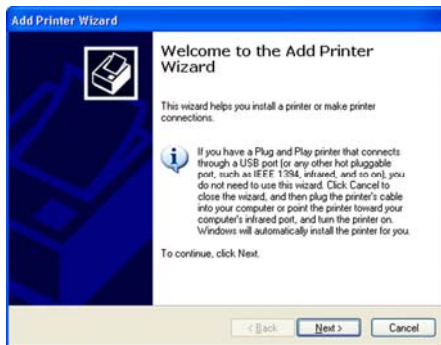 Add Printer Wizard
Welcome to the Add Printer
Wizard
This wizard helps you install a printer or make printer
connections.
If you have a Plug and Play printer that connects
through a USB port (or any other hot pluggable
port, such as IEEE 1394, infrared, and so on), you
do not need to use this wizard. Click Cancel to
close the wizard, and then plug the printer's cable
into your computer or point the printer toward your
computer's infrared port, and turn the printer on.
Windows will automatically install the printer for you.
To continue, click Next.
< Back Next > Cancel